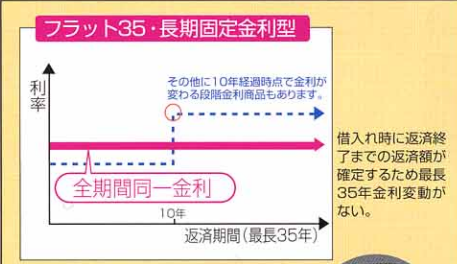 フラット35・長期固定金利型
利率
その他に10年経過時点で金利が
変わる段階金利商品もあります。
全期間同一金利
10年
返済期間(最長35年)
借入れ時に返済終
了までの返済額が
確定するため最長
35年金利変動が
ない。